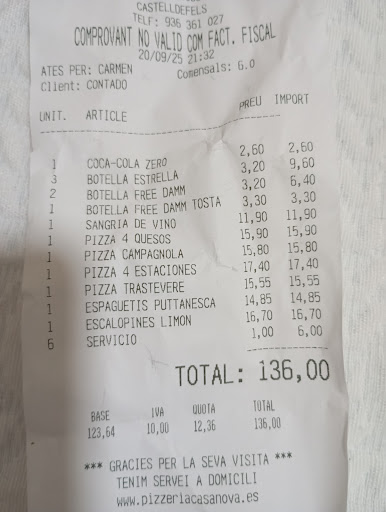 CASTELLDEFELS
TELF: 936 361 027
COMPROVANT NO VALID COM FACT. FISCAL
20/09/25 21:32
ATES PER: CARMEN Comensals: 6.0
Client: CONTADO
UNIT. ARTICLE PREU IMPORT
1 COCA-COLA ZERO 2,60 2,60
3 BOTELLA ESTRELLA 3,20 9,60
2 BOTELLA FREE DAMM 3,20 6,40
1 BOTELLA FREE DAMM TOSTA 3,30 3,30
1 SANGRIA DE VINO 11,90 11,90
1 PIZZA 4 QUESOS 15,90 15,90
1 PIZZA CAMPAGNOLA 15,80 15,80
1 PIZZA 4 ESTACIONES 17,40 17,40
1 PIZZA TRASTEVERE 15,55 15,55
1 ESPAGUETIS PUTTANESCA 14,85 14,85
1 ESCALOPINES LIMON 16,70 16,70
6 SERVICIO 1,00 6,00
TOTAL: 136,00
BASE IVA QUOTA TOTAL
123,64 10,00 12,36 136,00
*** GRACIES PER LA SEVA VISITA ***
TENIM SERVEI A DOMICILI
www.pizzeriacasanova.es